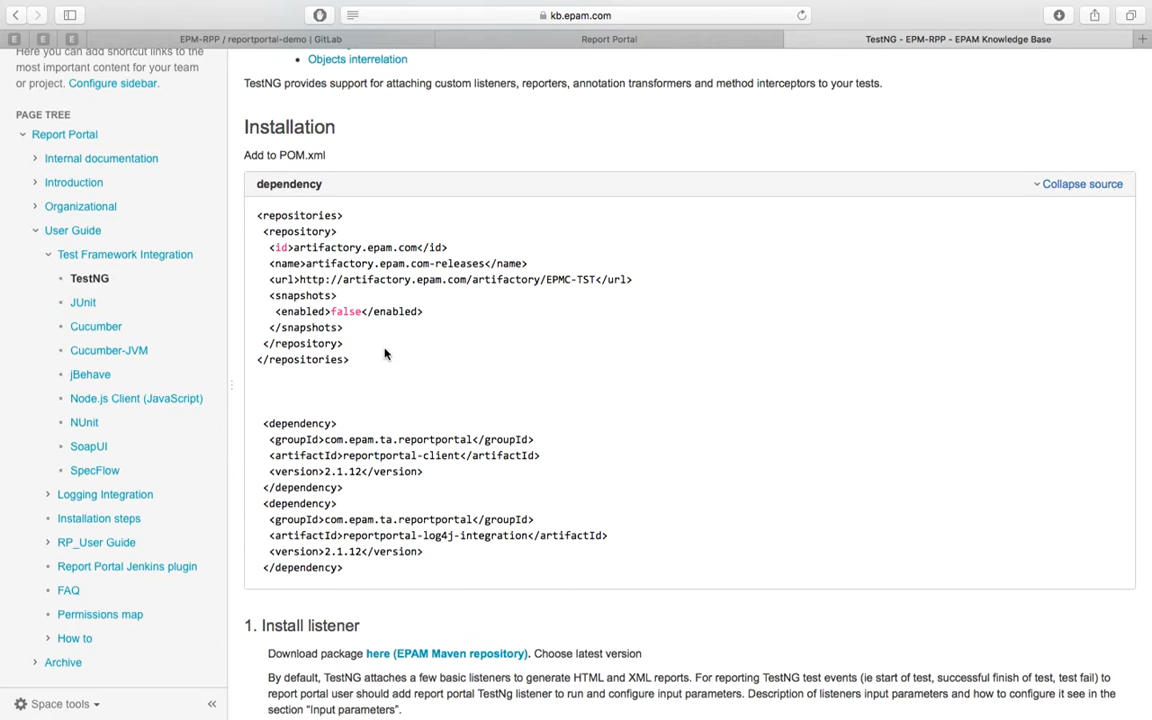 kb.epam.com
E
E
E
EPM-RPP / reportportal-demo | GitLab
Report Portal
TestNG - EPM-RPP - EPAM Knowledge Base
Here you can add shortcut links to the
most important content for your team
or project. Configure sidebar.
PAGE TREE
Report Portal
Internal documentation
Introduction
Organizational
User Guide
Test Framework Integration
TestNG
JUnit
Cucumber
Cucumber-JVM
jBehave
Node.js Client (JavaScript)
NUnit
SoapUI
SpecFlow
Logging Integration
Installation steps
RP_User Guide
Report Portal Jenkins plugin
FAQ
Permissions map
How to
Archive
Space tools
Objects interrelation
TestNG provides support for attaching custom listeners, reporters, annotation transformers and method interceptors to your tests.
Installation
Add to POM.xml
dependency
Collapse source
<repositories>
<repository>
<id>artifactory.epam.com</id>
<name>artifactory.epam.com-releases</name>
<url>http://artifactory.epam.com/artifactory/EPMC-TST</url>
<snapshots>
<enabled>false</enabled>
</snapshots>
</repository>
</repositories>
<dependency>
<groupId>com.epam.ta.reportportal</groupId>
<artifactId>reportportal-client</artifactId>
<version>2.1.12</version>
</dependency>
<dependency>
<groupId>com.epam.ta.reportportal</groupId>
<artifactId>reportportal-log4j-integration</artifactId>
<version>2.1.12</version>
</dependency>
1. Install listener
Download package here (EPAM Maven repository). Choose latest version
By default, TestNG attaches a few basic listeners to generate HTML and XML reports. For reporting TestNG test events (ie start of test, successful finish of test, test fail) to
report portal user should add report portal TestNg listener to run and configure input parameters. Description of listeners input parameters and how to configure it see in the
section "Input parameters".